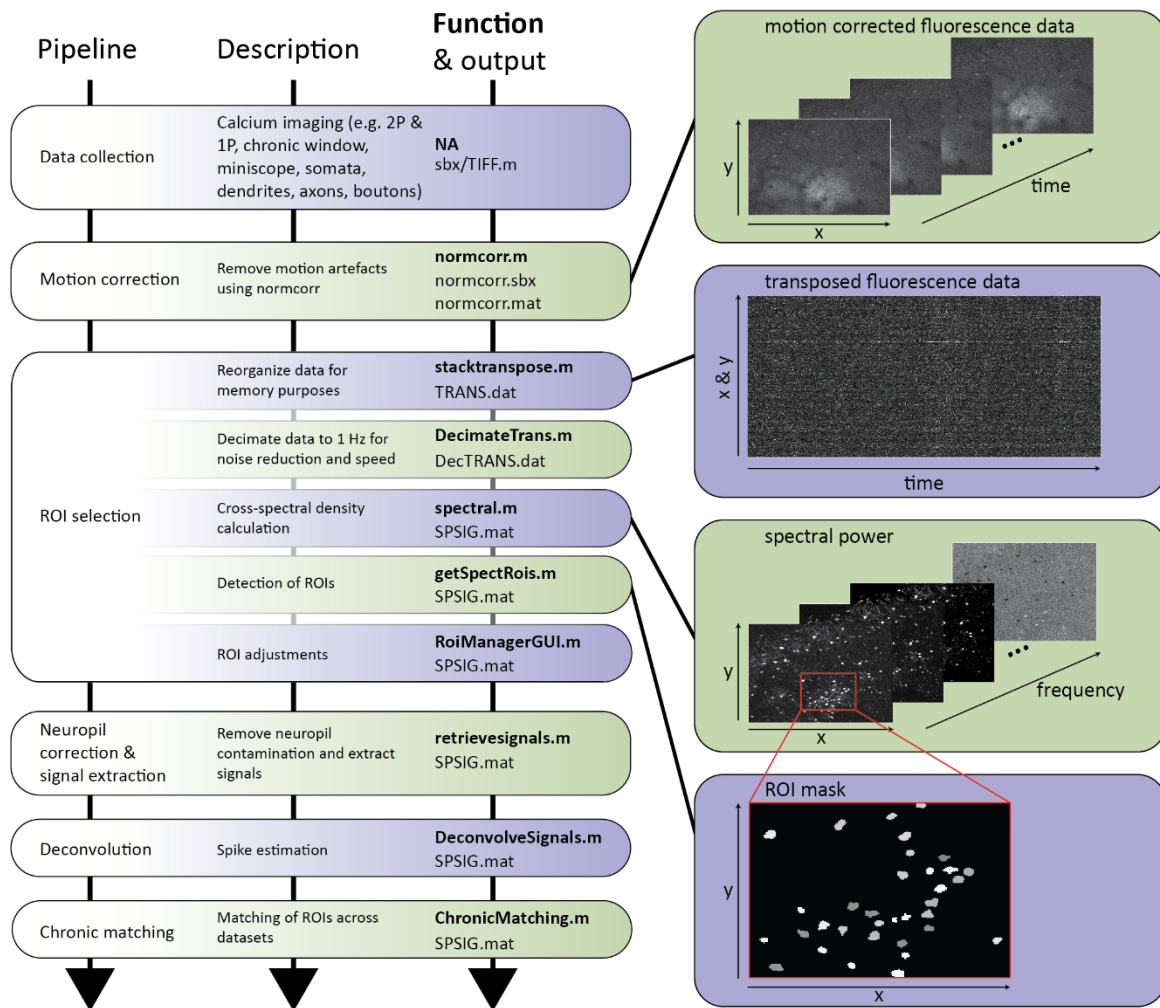 Pipeline
Description
Function
& output
Data collection
Calcium imaging (e.g. 2P &
1P, chronic window,
miniscope, somata,
dendrites, axons, boutons)
NA
sbx/TIFF.m
Motion correction
Remove motion artefacts
using normcorr
normcorr.m
normcorr.sbx
normcorr.mat
ROI selection
Reorganize data for
memory purposes
stacktranspose.m
TRANS.dat
Decimate data to 1 Hz for
noise reduction and speed
DecimateTrans.m
DecTRANS.dat
Cross-spectral density
calculation
spectral.m
SPSIG.mat
Detection of ROIs
getSpectRois.m
SPSIG.mat
ROI adjustments
RoiManagerGUI.m
SPSIG.mat
Neuropil
correction &
signal extraction
Remove neuropil
contamination and extract
signals
retrievesignals.m
SPSIG.mat
Deconvolution
Spike estimation
DeconvolveSignals.m
SPSIG.mat
Chronic matching
Matching of ROIs across
datasets
ChronicMatching.m
SPSIG.mat
motion corrected fluorescence data
y
x
time
transposed fluorescence data
x & y
time
spectral power
y
x
frequency
ROI mask
y
x